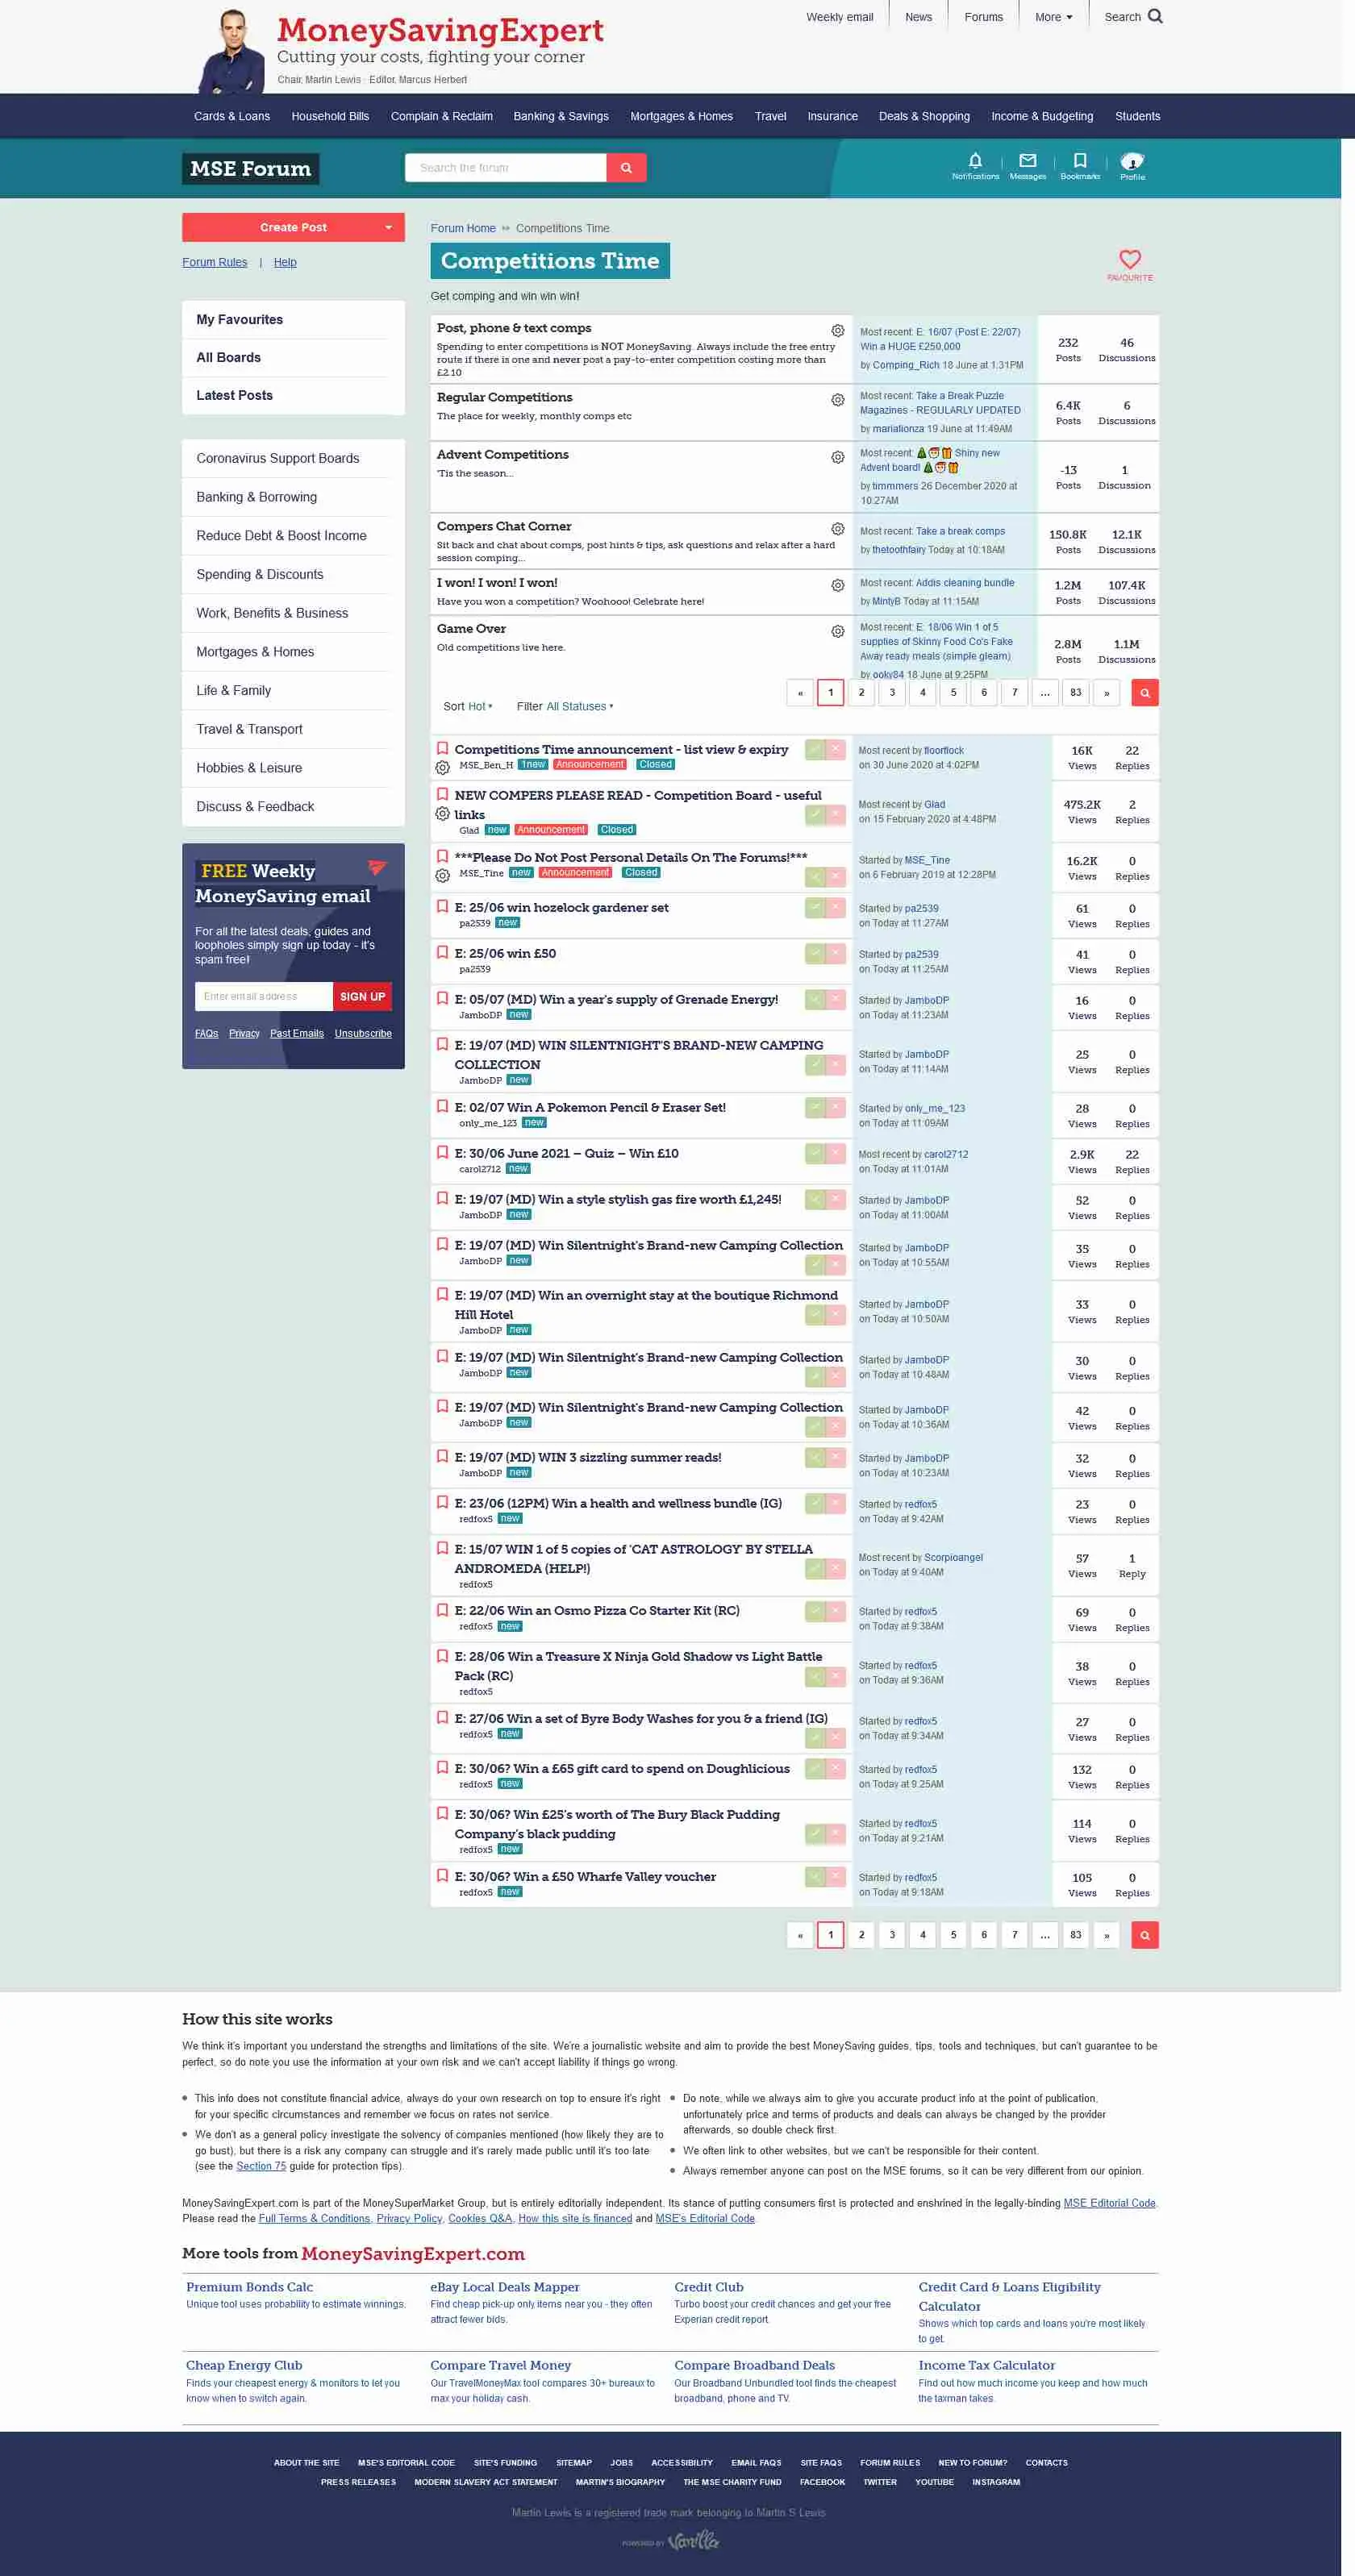 MoneySavingExpert
Cutting your costs, fighting your corner
Chair, Martin Lewis · Editor, Marcus Herbert
Weekly email
News
Forums
More
Search
Cards & Loans
Household Bills
Complain & Reclaim
Banking & Savings
Mortgages & Homes
Travel
Insurance
Deals & Shopping
Income & Budgeting
Students
MSE Forum
Search the forum
Notifications
Messages
Bookmarks
Profile
Create Post
Forum Rules | Help
My Favourites
All Boards
Latest Posts
Coronavirus Support Boards
Banking & Borrowing
Reduce Debt & Boost Income
Spending & Discounts
Work, Benefits & Business
Mortgages & Homes
Life & Family
Travel & Transport
Hobbies & Leisure
Discuss & Feedback
FREE Weekly
MoneySaving email
For all the latest deals, guides and
loopholes simply sign up today - it's
spam free!
Enter email address
SIGN UP
FAQs Privacy Past Emails Unsubscribe
Forum Home ›› Competitions Time
Competitions Time
FAVOURITE
Get comping and win win win!
Post, phone & text comps
Spending to enter competitions is NOT MoneySaving. Always include the free entry
route if there is one and never post a pay-to-enter competition costing more than
£2.10
Most recent: E: 16/07 (Post E: 22/07)
Win a HUGE £250,000
by Comping_Rich 18 June at 1:31PM
232 Posts
46 Discussions
Regular Competitions
The place for weekly, monthly comps etc
Most recent: Take a Break Puzzle
Magazines - REGULARLY UPDATED
by mariafionza 19 June at 11:49AM
6.4K Posts
6 Discussions
Advent Competitions
'Tis the season...
Most recent: 🎄🎅🎁 Shiny new
Advent board! 🎄🎅🎁
by timmmers 26 December 2020 at
10:27AM
-13 Posts
1 Discussion
Compers Chat Corner
Sit back and chat about comps, post hints & tips, ask questions and relax after a hard
session comping...
Most recent: Take a break comps
by thetoothfairy Today at 10:18AM
150.8K Posts
12.1K Discussions
I won! I won! I won!
Have you won a competition? Woohooo! Celebrate here!
Most recent: Addis cleaning bundle
by MintyB Today at 11:15AM
1.2M Posts
107.4K Discussions
Game Over
Old competitions live here.
Most recent: E: 18/06 Win 1 of 5
supplies of Skinny Food Co's Fake
Away ready meals (simple gleam)
by ooky84 18 June at 9:25PM
2.8M Posts
1.1M Discussions
« 1 2 3 4 5 6 7 … 83 »
Sort Hot ▾ Filter All Statuses ▾
Competitions Time announcement - list view & expiry
MSE_Ben_H 1new Announcement Closed
Most recent by floorflock
on 30 June 2020 at 4:02PM
16K Views
22 Replies
NEW COMPERS PLEASE READ - Competition Board - useful
links
Glad new Announcement Closed
Most recent by Glad
on 15 February 2020 at 4:48PM
475.2K Views
2 Replies
***Please Do Not Post Personal Details On The Forums!***
MSE_Tine new Announcement Closed
Started by MSE_Tine
on 6 February 2019 at 12:28PM
16.2K Views
0 Replies
E: 25/06 win hozelock gardener set
pa2539 new
Started by pa2539
on Today at 11:27AM
61 Views
0 Replies
E: 25/06 win £50
pa2539
Started by pa2539
on Today at 11:25AM
41 Views
0 Replies
E: 05/07 (MD) Win a year's supply of Grenade Energy!
JamboDP new
Started by JamboDP
on Today at 11:23AM
16 Views
0 Replies
E: 19/07 (MD) WIN SILENTNIGHT'S BRAND-NEW CAMPING
COLLECTION
JamboDP new
Started by JamboDP
on Today at 11:14AM
25 Views
0 Replies
E: 02/07 Win A Pokemon Pencil & Eraser Set!
only_me_123 new
Started by only_me_123
on Today at 11:09AM
28 Views
0 Replies
E: 30/06 June 2021 – Quiz – Win £10
carol2712 new
Most recent by carol2712
on Today at 11:01AM
2.9K Views
22 Replies
E: 19/07 (MD) Win a style stylish gas fire worth £1,245!
JamboDP new
Started by JamboDP
on Today at 11:00AM
52 Views
0 Replies
E: 19/07 (MD) Win Silentnight's Brand-new Camping Collection
JamboDP new
Started by JamboDP
on Today at 10:55AM
35 Views
0 Replies
E: 19/07 (MD) Win an overnight stay at the boutique Richmond
Hill Hotel
JamboDP new
Started by JamboDP
on Today at 10:50AM
33 Views
0 Replies
E: 19/07 (MD) Win Silentnight's Brand-new Camping Collection
JamboDP new
Started by JamboDP
on Today at 10:48AM
30 Views
0 Replies
E: 19/07 (MD) Win Silentnight's Brand-new Camping Collection
JamboDP new
Started by JamboDP
on Today at 10:36AM
42 Views
0 Replies
E: 19/07 (MD) WIN 3 sizzling summer reads!
JamboDP new
Started by JamboDP
on Today at 10:23AM
32 Views
0 Replies
E: 23/06 (12PM) Win a health and wellness bundle (IG)
redfox5 new
Started by redfox5
on Today at 9:42AM
23 Views
0 Replies
E: 15/07 WIN 1 of 5 copies of 'CAT ASTROLOGY' BY STELLA
ANDROMEDA (HELP!)
redfox5
Most recent by Scorpioangel
on Today at 9:40AM
57 Views
1 Reply
E: 22/06 Win an Osmo Pizza Co Starter Kit (RC)
redfox5 new
Started by redfox5
on Today at 9:38AM
69 Views
0 Replies
E: 28/06 Win a Treasure X Ninja Gold Shadow vs Light Battle
Pack (RC)
redfox5
Started by redfox5
on Today at 9:36AM
38 Views
0 Replies
E: 27/06 Win a set of Byre Body Washes for you & a friend (IG)
redfox5 new
Started by redfox5
on Today at 9:34AM
27 Views
0 Replies
E: 30/06? Win a £65 gift card to spend on Doughlicious
redfox5 new
Started by redfox5
on Today at 9:25AM
132 Views
0 Replies
E: 30/06? Win £25's worth of The Bury Black Pudding
Company's black pudding
redfox5 new
Started by redfox5
on Today at 9:21AM
114 Views
0 Replies
E: 30/06? Win a £50 Wharfe Valley voucher
redfox5 new
Started by redfox5
on Today at 9:18AM
105 Views
0 Replies
« 1 2 3 4 5 6 7 … 83 »
How this site works
We think it's important you understand the strengths and limitations of the site. We're a journalistic website and aim to provide the best MoneySaving guides, tips, tools and techniques, but can't guarantee to be
perfect, so do note you use the information at your own risk and we can't accept liability if things go wrong.
This info does not constitute financial advice, always do your own research on top to ensure it's right
for your specific circumstances and remember we focus on rates not service.
We don't as a general policy investigate the solvency of companies mentioned (how likely they are to
go bust), but there is a risk any company can struggle and it's rarely made public until it's too late
(see the Section 75 guide for protection tips).
Do note, while we always aim to give you accurate product info at the point of publication,
unfortunately price and terms of products and deals can always be changed by the provider
afterwards, so double check first.
We often link to other websites, but we can't be responsible for their content.
Always remember anyone can post on the MSE forums, so it can be very different from our opinion.
MoneySavingExpert.com is part of the MoneySuperMarket Group, but is entirely editorially independent. Its stance of putting consumers first is protected and enshrined in the legally-binding MSE Editorial Code.
Please read the Full Terms & Conditions, Privacy Policy, Cookies Q&A, How this site is financed and MSE's Editorial Code
More tools from MoneySavingExpert.com
Premium Bonds Calc
Unique tool uses probability to estimate winnings.
eBay Local Deals Mapper
Find cheap pick-up only items near you - they often
attract fewer bids.
Credit Club
Turbo boost your credit chances and get your free
Experian credit report.
Credit Card & Loans Eligibility
Calculator
Shows which top cards and loans you're most likely
to get.
Cheap Energy Club
Finds your cheapest energy & monitors to let you
know when to switch again.
Compare Travel Money
Our TravelMoneyMax tool compares 30+ bureaux to
max your holiday cash.
Compare Broadband Deals
Our Broadband Unbundled tool finds the cheapest
broadband, phone and TV.
Income Tax Calculator
Find out how much income you keep and how much
the taxman takes.
ABOUT THE SITE MSE'S EDITORIAL CODE SITE'S FUNDING SITEMAP JOBS ACCESSIBILITY EMAIL FAQS SITE FAQS FORUM RULES NEW TO FORUM? CONTACTS
PRESS RELEASES MODERN SLAVERY ACT STATEMENT MARTIN'S BIOGRAPHY THE MSE CHARITY FUND FACEBOOK TWITTER YOUTUBE INSTAGRAM
Martin Lewis is a registered trade mark belonging to Martin S Lewis
POWERED BY Vanilla